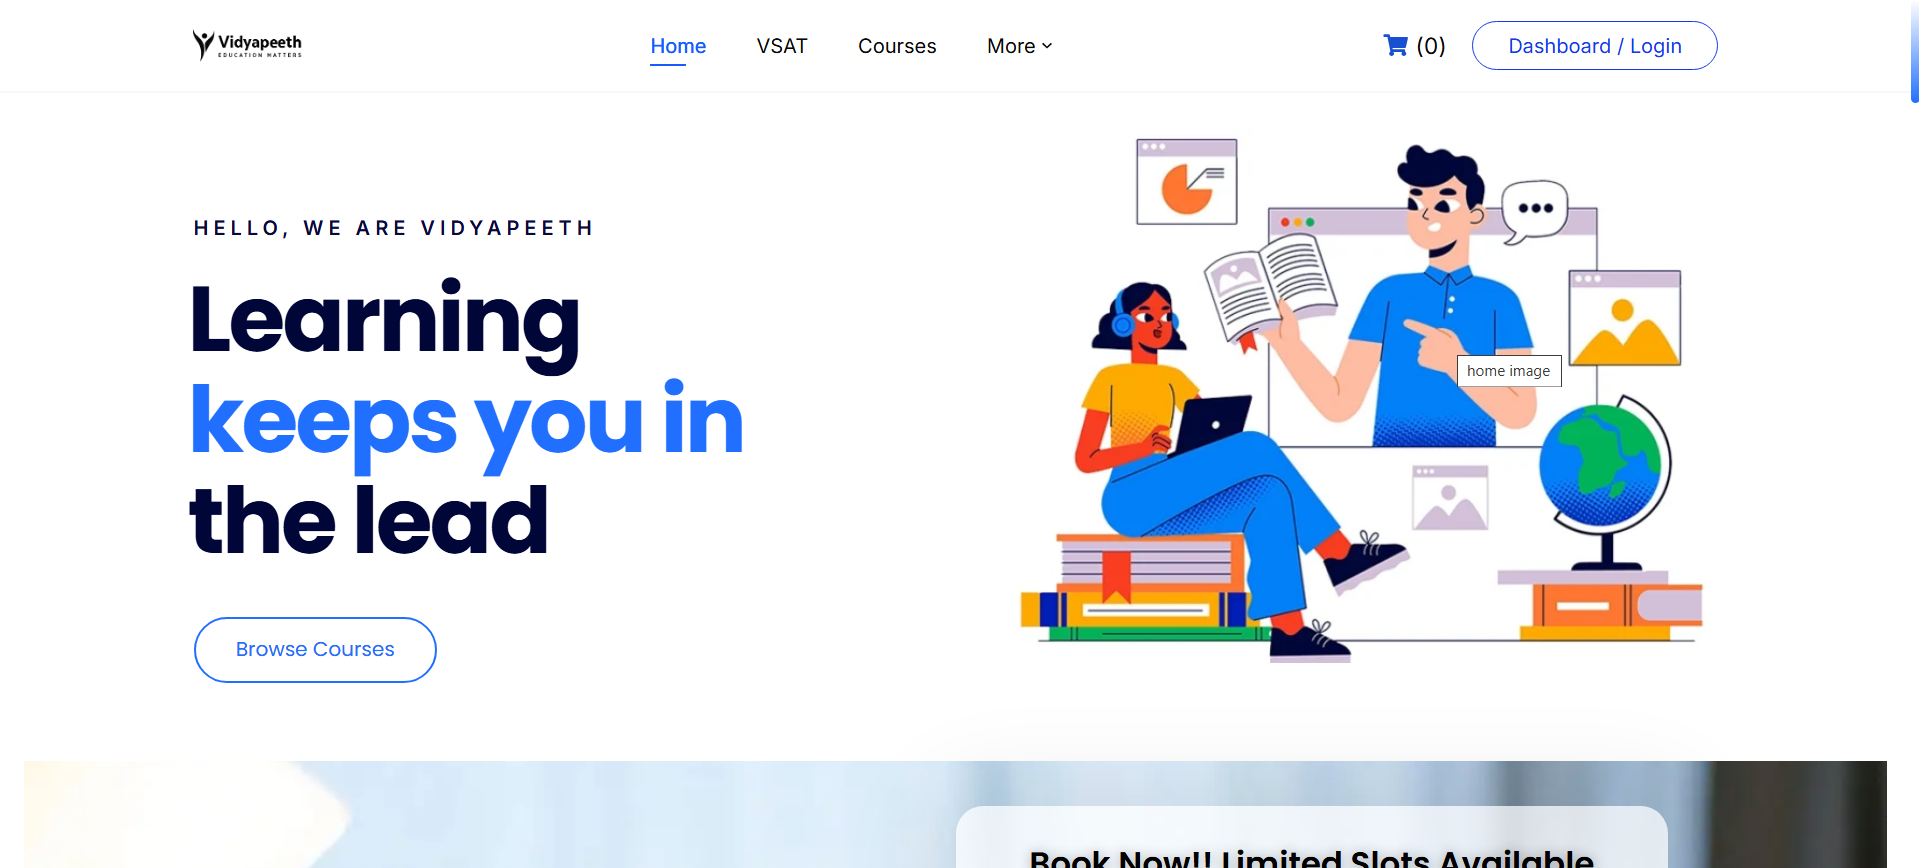 Vidyapeeth
EDUCATION MATTERS
Home
VSAT
Courses
More
(0)
Dashboard / Login
HELLO, WE ARE VIDYAPEETH
Learning
keeps you in
the lead
Browse Courses
home image
Book Now!! Limited Slots Available